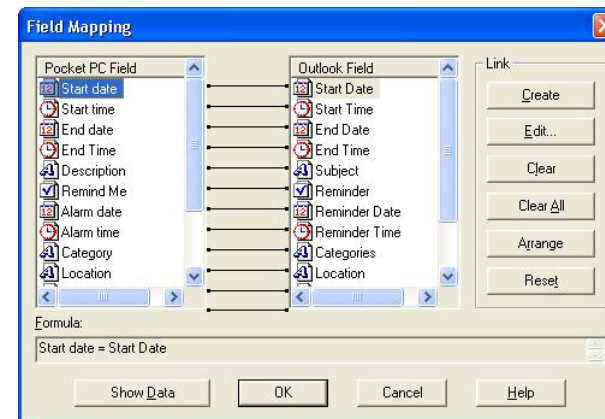 Field Mapping
Pocket PC Field
Start date
Start time
End date
End Time
Description
Remind Me
Alarm date
Alarm time
Category
Location
Outlook Field
Start Date
Start Time
End Date
End Time
Subject
Reminder
Reminder Date
Reminder Time
Categories
Location
Link
Create
Edit...
Clear
Clear All
Arrange
Reset
Formula:
Start date = Start Date
Show Data
OK
Cancel
Help